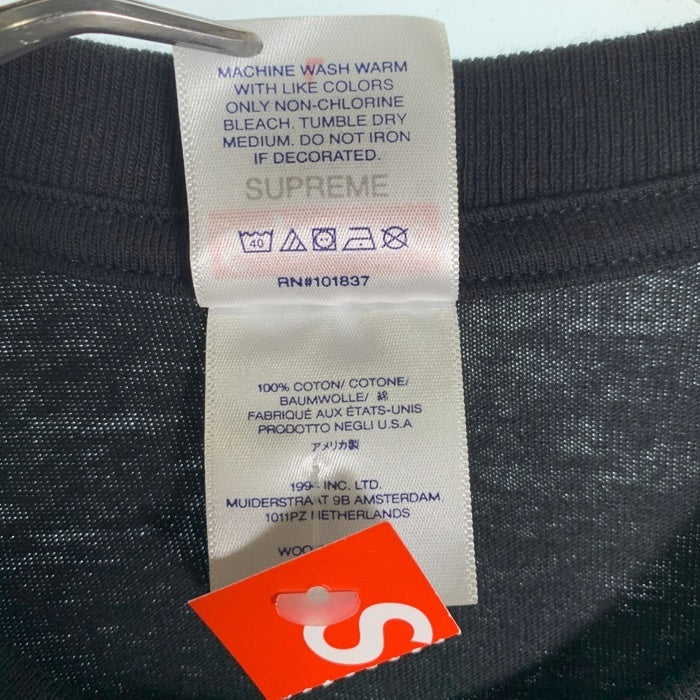 MACHINE WASH WARM
WITH LIKE COLORS
ONLY NON-CHLORINE
BLEACH. TUMBLE DRY
MEDIUM. DO NOT IRON
IF DECORATED.
SUPREME
40
RN#101837
100% COTON/ COTONE/
BAUMWOLLE/ 綿
FABRIQUÉ AUX ÉTATS-UNIS
PRODOTTO NEGLI U.S.A
アメリカ製
INC. LTD.
9B AMSTERDAM
1011PZ
S